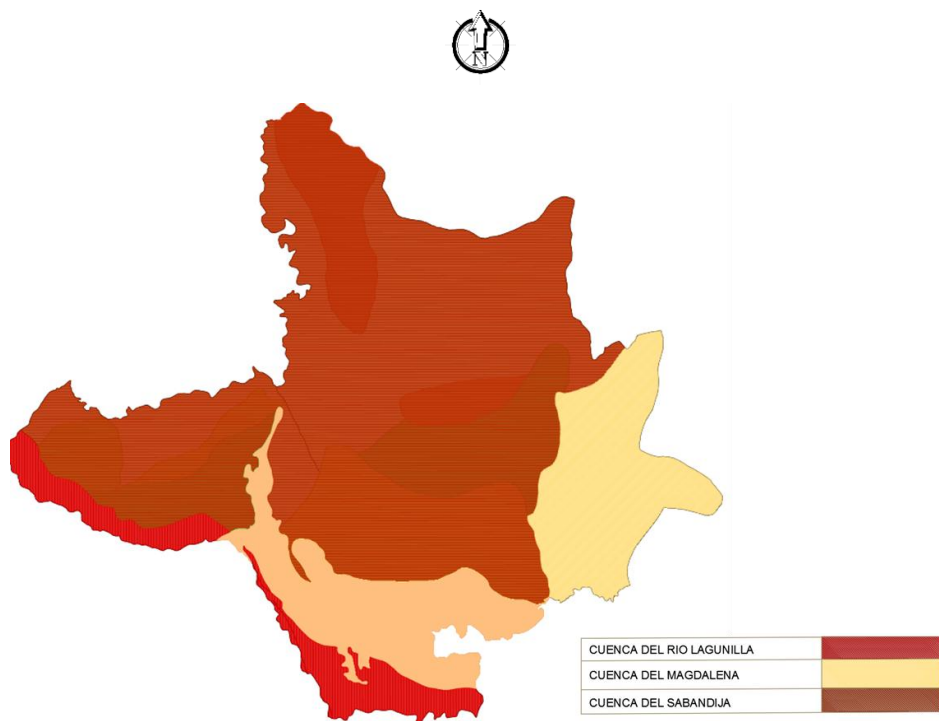 N
CUENCA DEL RIO LAGUNILLA
CUENCA DEL MAGDALENA
CUENCA DEL SABANDIJA